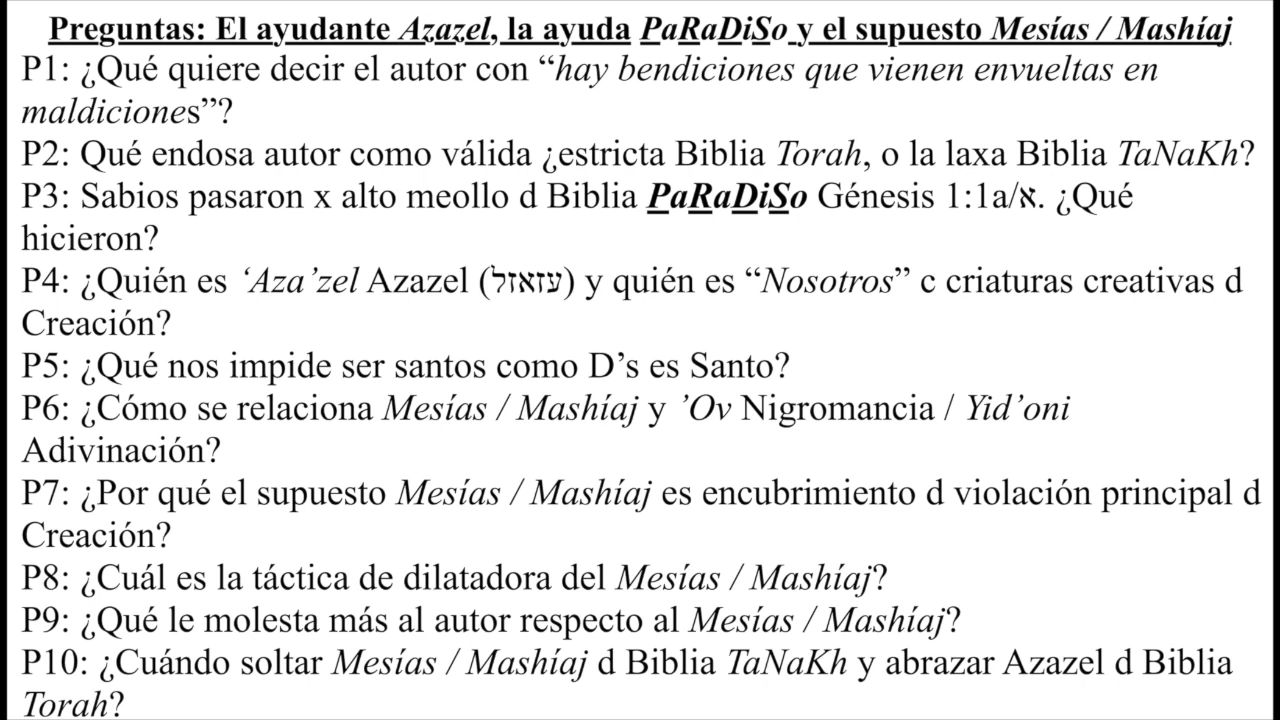 Preguntas: El ayudante Azazel, la ayuda PaRaDiSo y el supuesto Mesías / Mashíaj
P1: ¿Qué quiere decir el autor con “hay bendiciones que vienen envueltas en
maldiciones”?
P2: Qué endosa autor como válida ¿estricta Biblia Torah, o la laxa Biblia TaNaKh?
P3: Sabios pasaron x alto meollo d Biblia PaRaDiSo Génesis 1:1a/א. ¿Qué
hicieron?
P4: ¿Quién es ‘Aza’zel Azazel (עזאזל) y quién es “Nosotros” c criaturas creativas d
Creación?
P5: ¿Qué nos impide ser santos como D’s es Santo?
P6: ¿Cómo se relaciona Mesías / Mashíaj y ’Ov Nigromancia / Yid’oni
Adivinación?
P7: ¿Por qué el supuesto Mesías / Mashíaj es encubrimiento d violación principal d
Creación?
P8: ¿Cuál es la táctica de dilatadora del Mesías / Mashíaj?
P9: ¿Qué le molesta más al autor respecto al Mesías / Mashíaj?
P10: ¿Cuándo soltar Mesías / Mashíaj d Biblia TaNaKh y abrazar Azazel d Biblia
Torah?